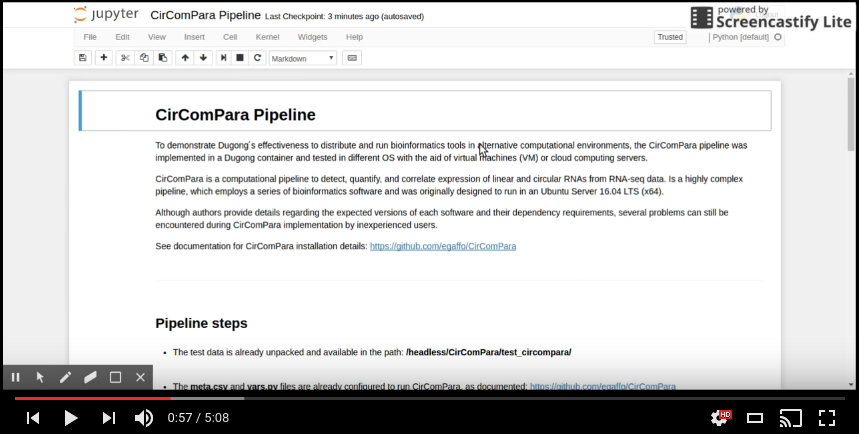 jupyter CirComPara Pipeline Last Checkpoint: 3 minutes ago (autosaved)
powered by
Screencastify Lite
File Edit View Insert Cell Kernel Widgets Help Trusted Python [default]
Markdown
CirComPara Pipeline
To demonstrate Dugong's effectiveness to distribute and run bioinformatics tools in alternative computational environments, the CirComPara pipeline was
implemented in a Dugong container and tested in different OS with the aid of virtual machines (VM) or cloud computing servers.
CirComPara is a computational pipeline to detect, quantify, and correlate expression of linear and circular RNAs from RNA-seq data. Is a highly complex
pipeline, which employs a series of bioinformatics software and was originally designed to run in an Ubuntu Server 16.04 LTS (x64).
Although authors provide details regarding the expected versions of each software and their dependency requirements, several problems can still be
encountered during CirComPara implementation by inexperienced users.
See documentation for CirComPara installation details: https://github.com/egaffo/CirComPara
Pipeline steps
• The test data is already unpacked and available in the path: /headless/CirComPara/test_circompara/
• The meta.csv and vars.py files are already configured to run CirComPara, as documented: https://github.com/egaffo/CirComPara
0:57 / 5:08
HD